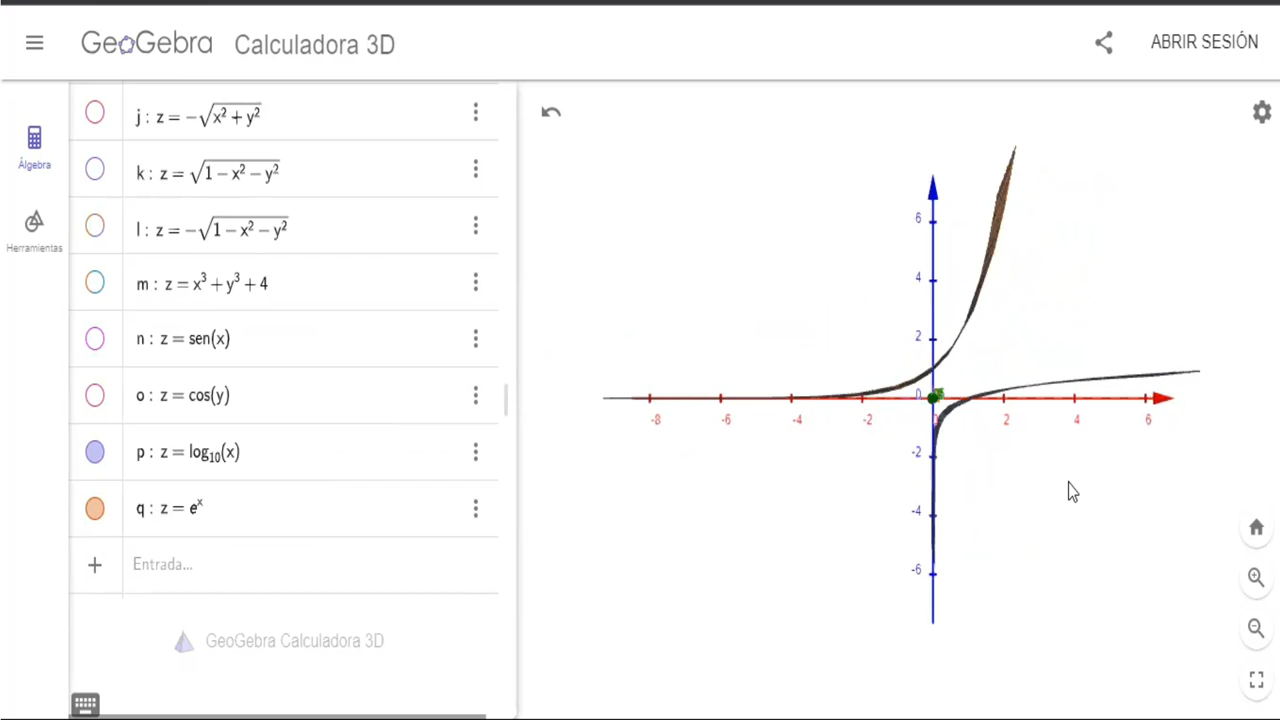 GeoGebra Calculadora 3D
ABRIR SESIÓN
Álgebra
Herramientas
j : z = −√(x² + y²)
k : z = √(1 − x² − y²)
l : z = −√(1 − x² − y²)
m : z = x³ + y³ + 4
n : z = sen(x)
o : z = cos(y)
p : z = log₁₀(x)
q : z = eˣ
Entrada...
GeoGebra Calculadora 3D
6
4
2
0
-2
-4
-6
-8 -6 -4 -2 0 2 4 6